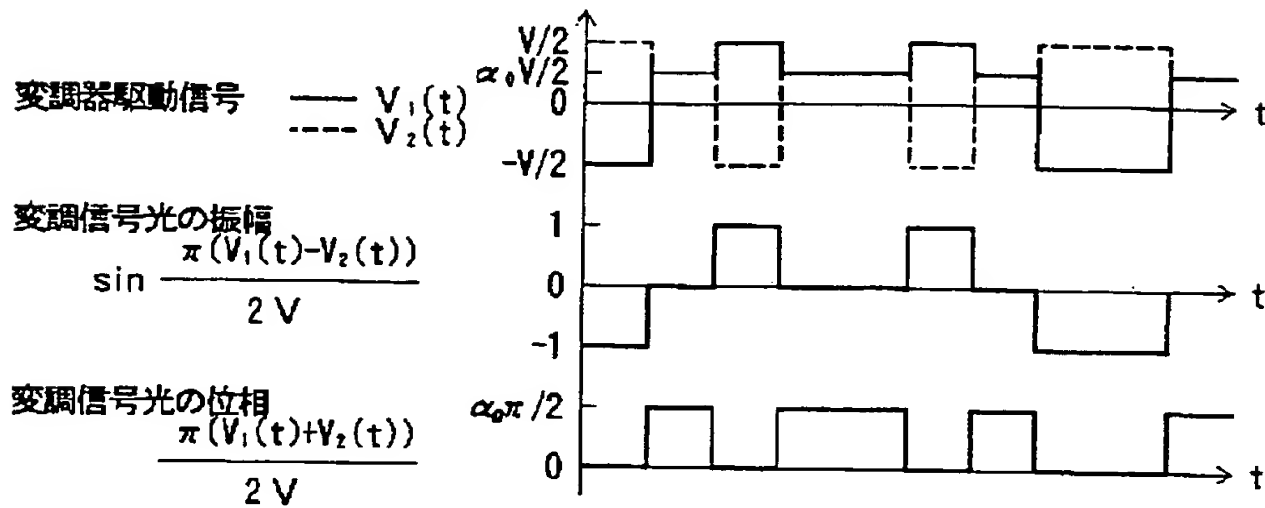 変調器駆動信号
V₁(t)
V₂(t)
V/2
α₀V/2
0
-V/2
t
変調信号光の振幅
sin π(V₁(t)-V₂(t))
2V
1
0
-1
t
変調信号光の位相
π(V₁(t)+V₂(t))
2V
α₀π/2
0
t